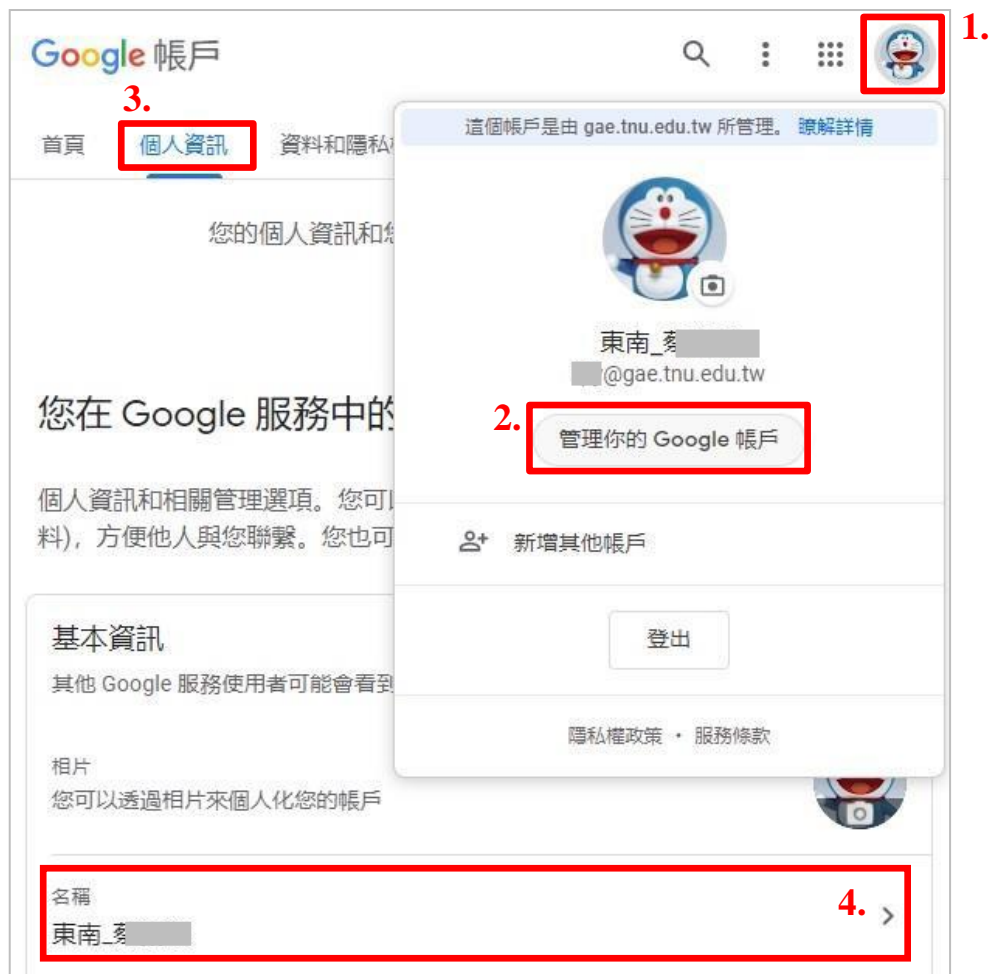 1.
Google 帳戶
3.
首頁 個人資訊 資料和隱私
您的個人資訊和您
您在 Google 服務中的
個人資訊和相關管理選項。您可以
料)，方便他人與您聯繫。您也可
基本資訊
其他 Google 服務使用者可能會看到
相片
您可以透過相片來個人化您的帳戶
名稱
東南_蔡
4.
這個帳戶是由 gae.tnu.edu.tw 所管理。 瞭解詳情
東南_蔡
@gae.tnu.edu.tw
2.
管理你的 Google 帳戶
新增其他帳戶
登出
隱私權政策 · 服務條款